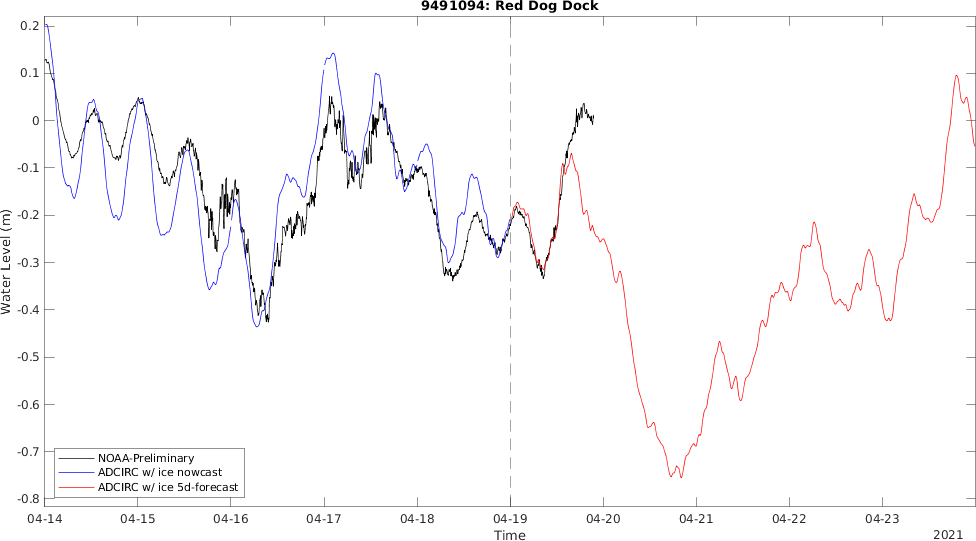 9491094: Red Dog Dock
0.2
0.1
0
-0.1
-0.2
-0.3
-0.4
-0.5
-0.6
-0.7
-0.8
Water Level (m)
NOAA-Preliminary
ADCIRC w/ ice nowcast
ADCIRC w/ ice 5d-forecast
04-14 04-15 04-16 04-17 04-18 04-19 04-20 04-21 04-22 04-23
Time
2021